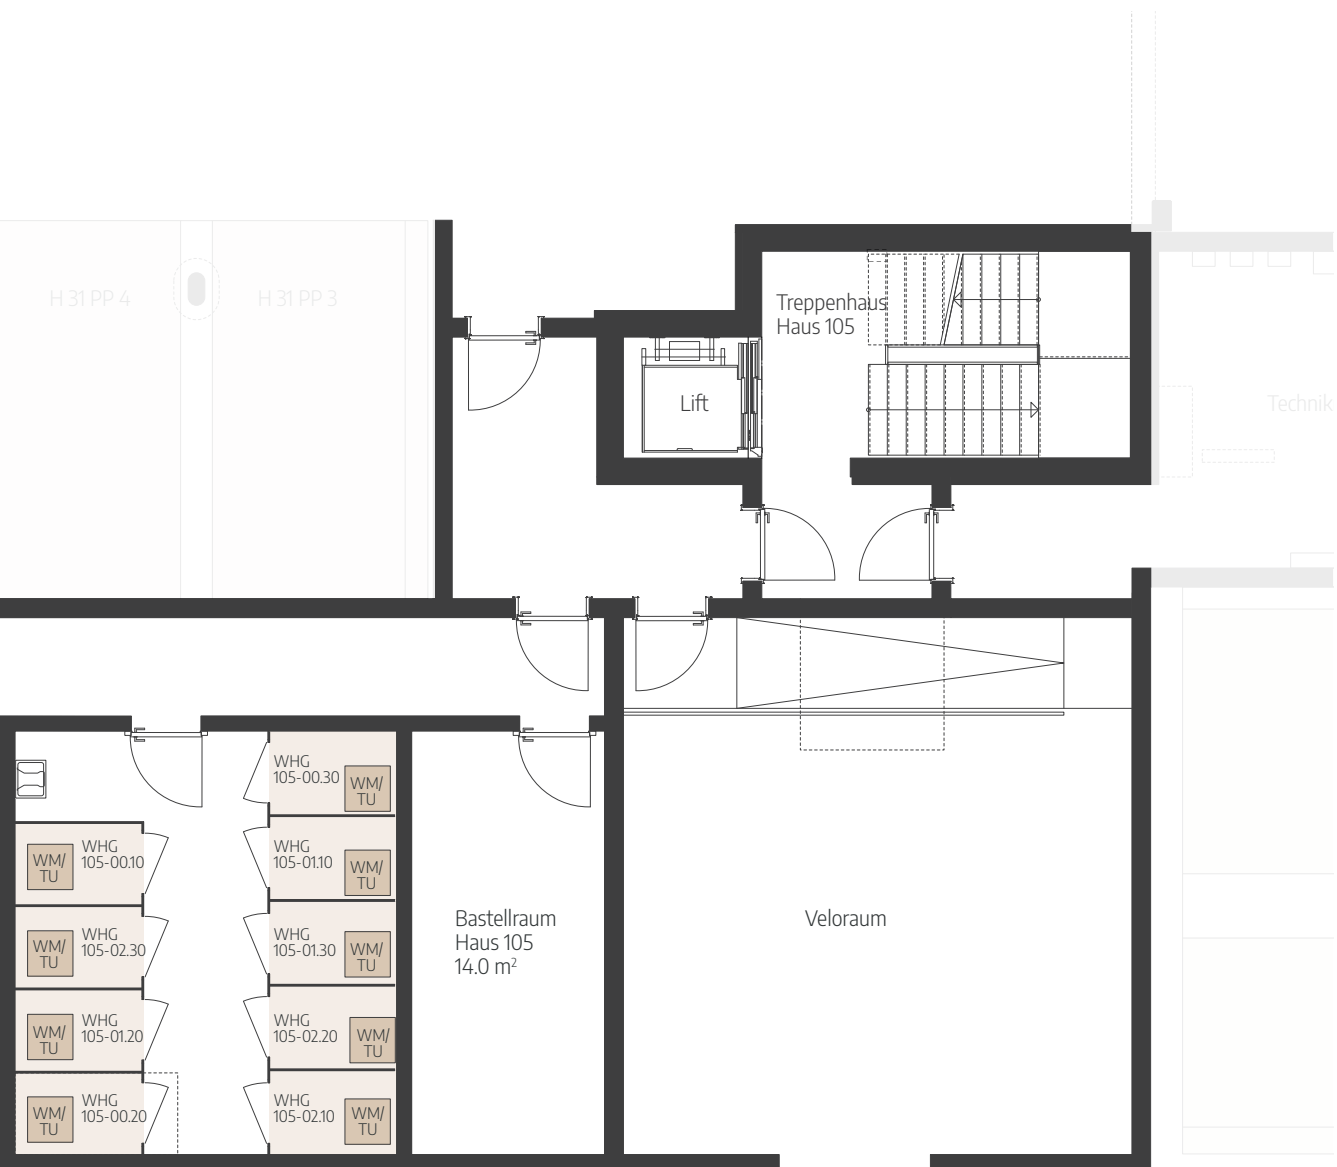 H 31 PP 4
H 31 PP 3
Treppenhaus
Haus 105
Lift
Technik
WHG
105-00.30
WM/
TU
WHG
105-00.10
WM/
TU
WHG
105-01.10
WM/
TU
WHG
105-02.30
WM/
TU
WHG
105-01.30
WM/
TU
WHG
105-01.20
WM/
TU
WHG
105-02.20
WM/
TU
WHG
105-00.20
WM/
TU
WHG
105-02.10
WM/
TU
Bastellraum
Haus 105
14.0 m²
Veloraum